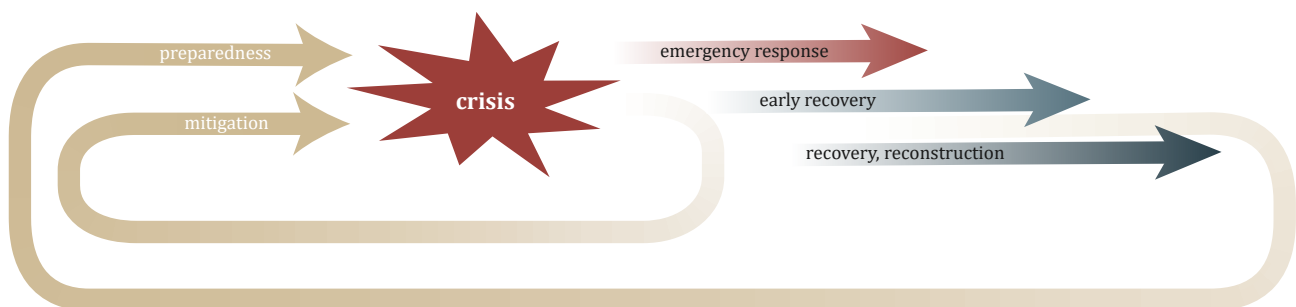 preparedness
mitigation
crisis
emergency response
early recovery
recovery, reconstruction